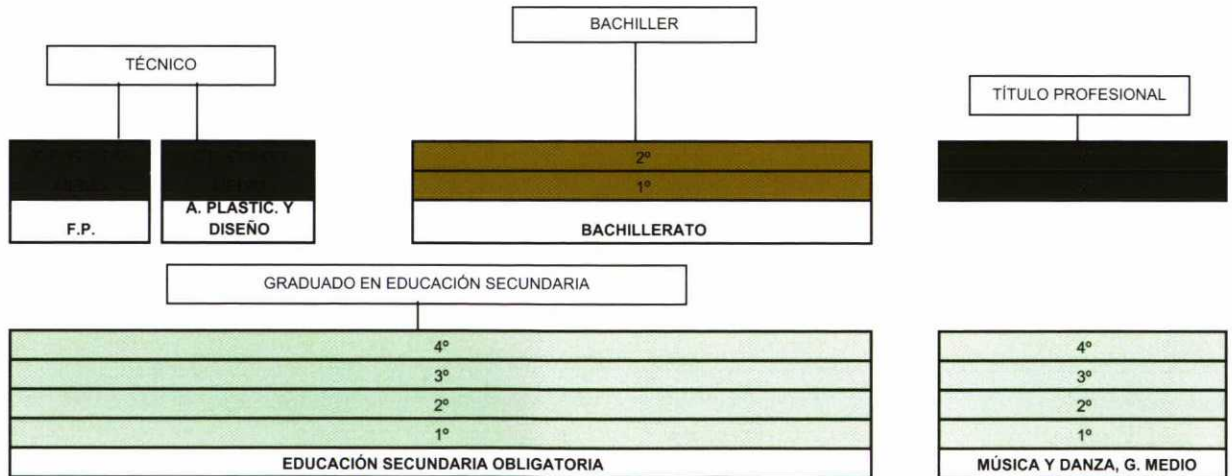 BACHILLER
TÉCNICO
TÍTULO PROFESIONAL
2º
1º
F.P.
A. PLASTIC. Y
DISEÑO
BACHILLERATO
GRADUADO EN EDUCACIÓN SECUNDARIA
4º
4º
3º
3º
2º
2º
1º
1º
EDUCACIÓN SECUNDARIA OBLIGATORIA
MÚSICA Y DANZA, G. MEDIO